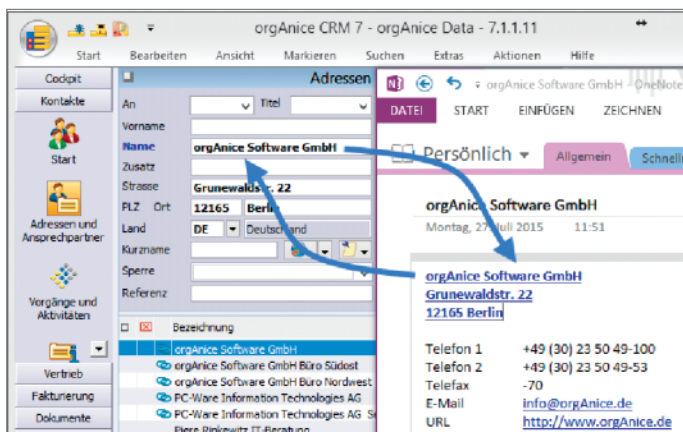 orgAnice CRM 7 - orgAnice Data - 7.1.1.11
Start Bearbeiten Ansicht Markieren Suchen Extras Aktionen Hilfe
Cockpit
Kontakte
Start
Adressen und
Ansprechpartner
Vorgänge und
Aktivitäten
Vertrieb
Fakturierung
Dokumente
Adressen
An Titel
Vorname
Name orgAnice Software GmbH
Zusatz
Strasse Grunewaldstr. 22
PLZ Ort 12165 Berlin
Land DE Deutschland
Kurzname
Sperre
Referenz
Bezeichnung
orgAnice Software GmbH
orgAnice Software GmbH Büro Südost
orgAnice Software GmbH Büro Nordwest
PC-Ware Information Technologies AG
PC-Ware Information Technologies AG
orgAnice Software GmbH - OneNote
DATEI START EINFÜGEN ZEICHNEN
Persönlich Allgemein Schnell
orgAnice Software GmbH
Montag, 27. Juli 2015 11:51
orgAnice Software GmbH
Grunewaldstr. 22
12165 Berlin
Telefon 1 +49 (30) 23 50 49-100
Telefon 2 +49 (30) 23 50 49-53
Telefax -70
E-Mail info@orgAnice.de
URL http://www.orgAnice.de